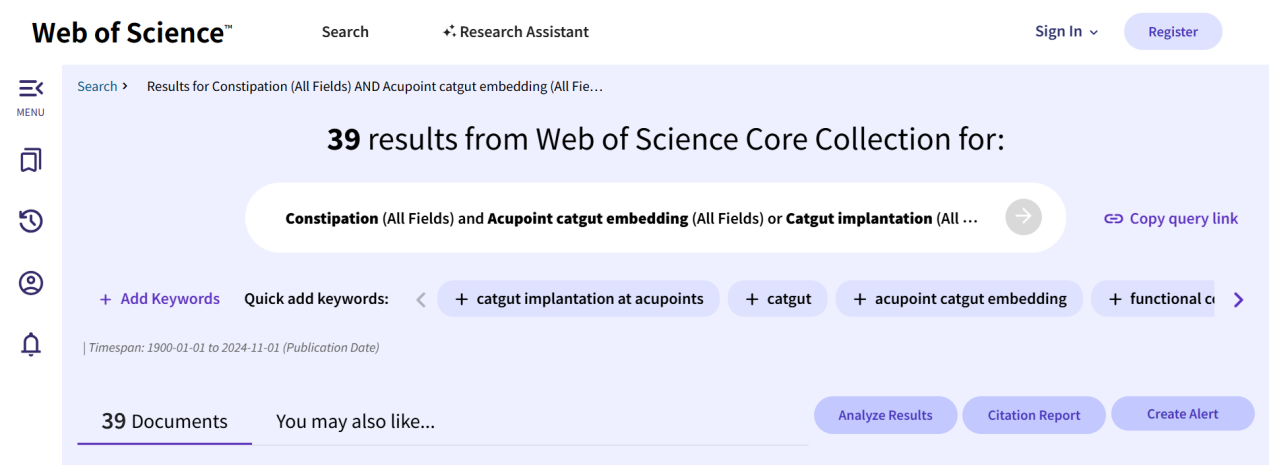 Web of Science™ Search Research Assistant Sign In Register
MENU
Search › Results for Constipation (All Fields) AND Acupoint catgut embedding (All Fie…
39 results from Web of Science Core Collection for:
Constipation (All Fields) and Acupoint catgut embedding (All Fields) or Catgut implantation (All …
Copy query link
+ Add Keywords Quick add keywords: + catgut implantation at acupoints + catgut + acupoint catgut embedding + functional
| Timespan: 1900-01-01 to 2024-11-01 (Publication Date)
39 Documents You may also like... Analyze Results Citation Report Create Alert